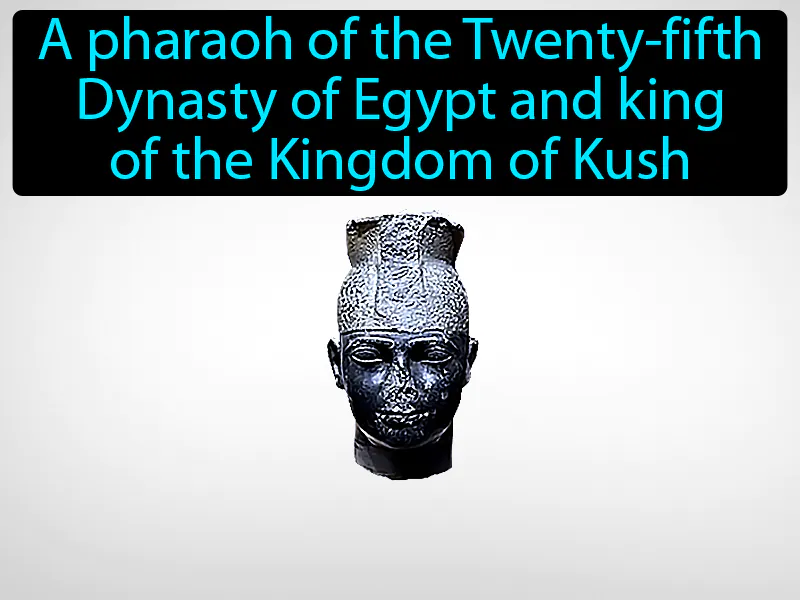 A pharaoh of the Twenty-fifth
Dynasty of Egypt and king
of the Kingdom of Kush